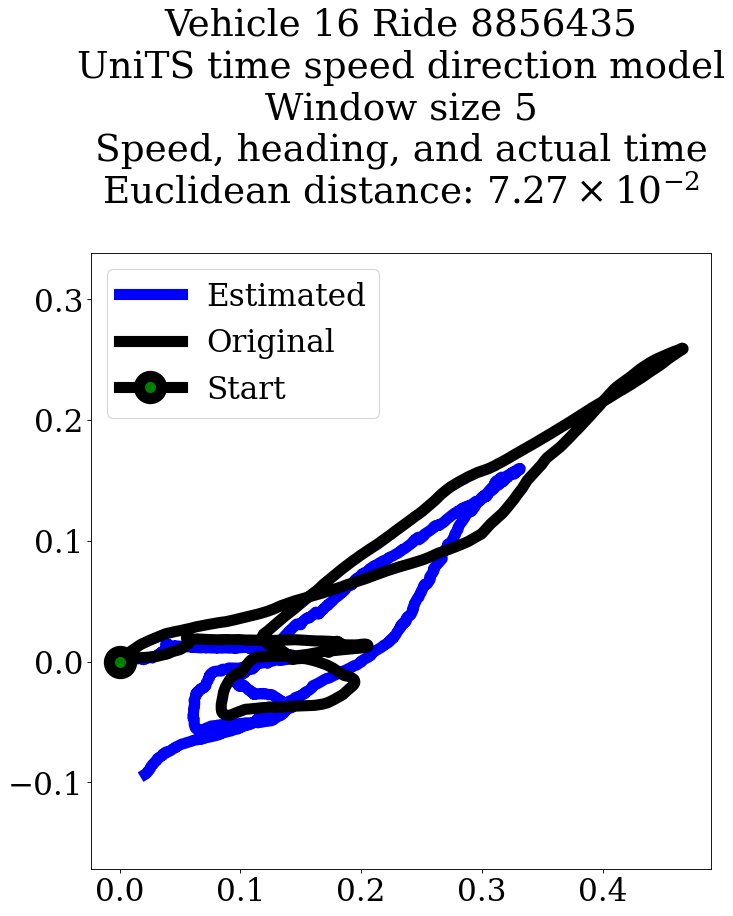 Vehicle 16 Ride 8856435
UniTS time speed direction model
Window size 5
Speed, heading, and actual time
Euclidean distance: 7.27 × 10⁻²
Estimated
Original
Start
0.3
0.2
0.1
0.0
−0.1
0.0 0.1 0.2 0.3 0.4